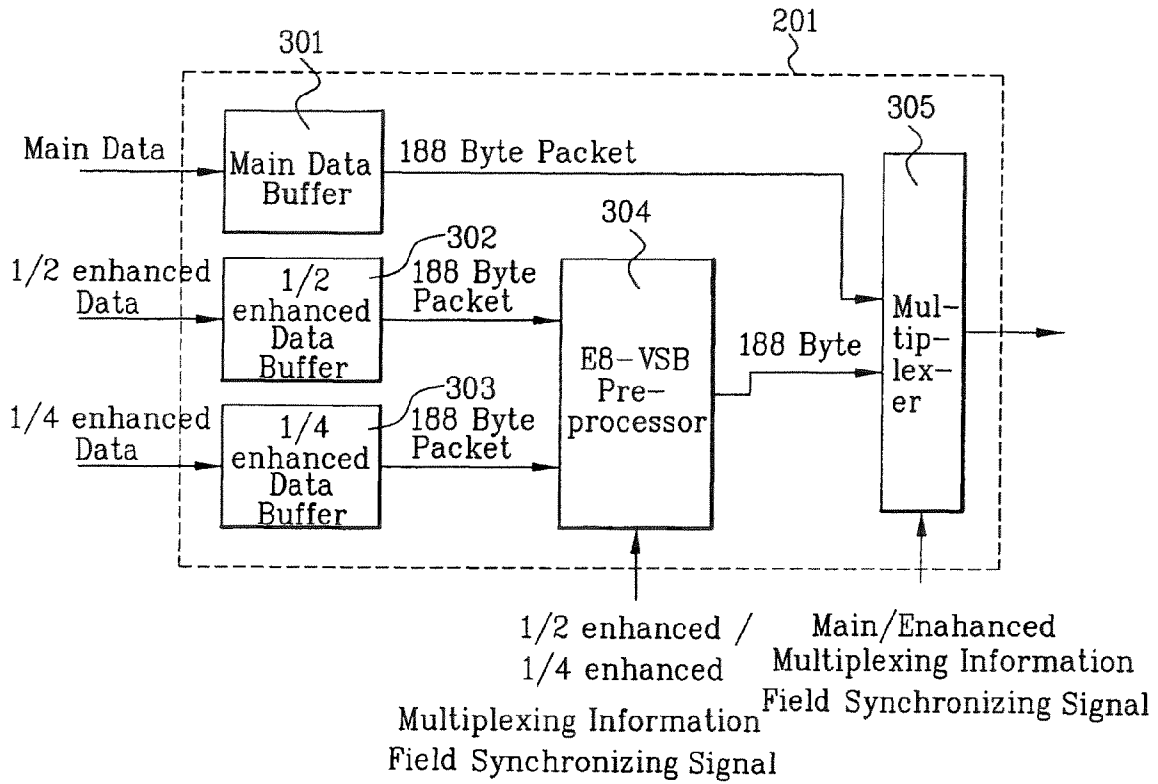 201
301
305
Main Data
Main Data
Buffer
188 Byte Packet
304
302
1/2 enhanced
Data
1/2
enhanced
Data
Buffer
188 Byte
Packet
E8-VSB
Pre-
processor
188 Byte
Mul-
tip-
lex-
er
303
1/4 enhanced
Data
1/4
enhanced
Data
Buffer
188 Byte
Packet
1/2 enhanced /
1/4 enhanced
Multiplexing Information
Field Synchronizing Signal
Main/Enahanced
Multiplexing Information
Field Synchronizing Signal